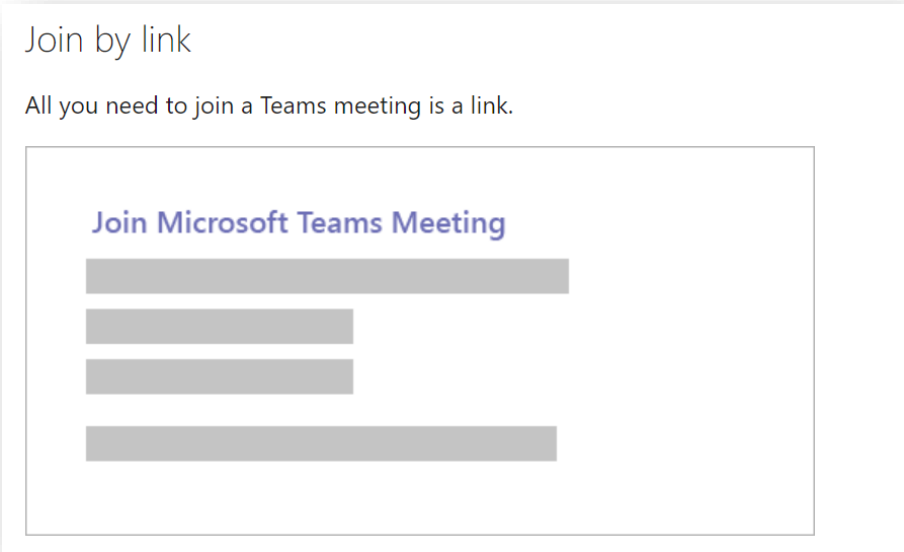 Join by link
All you need to join a Teams meeting is a link.
Join Microsoft Teams Meeting